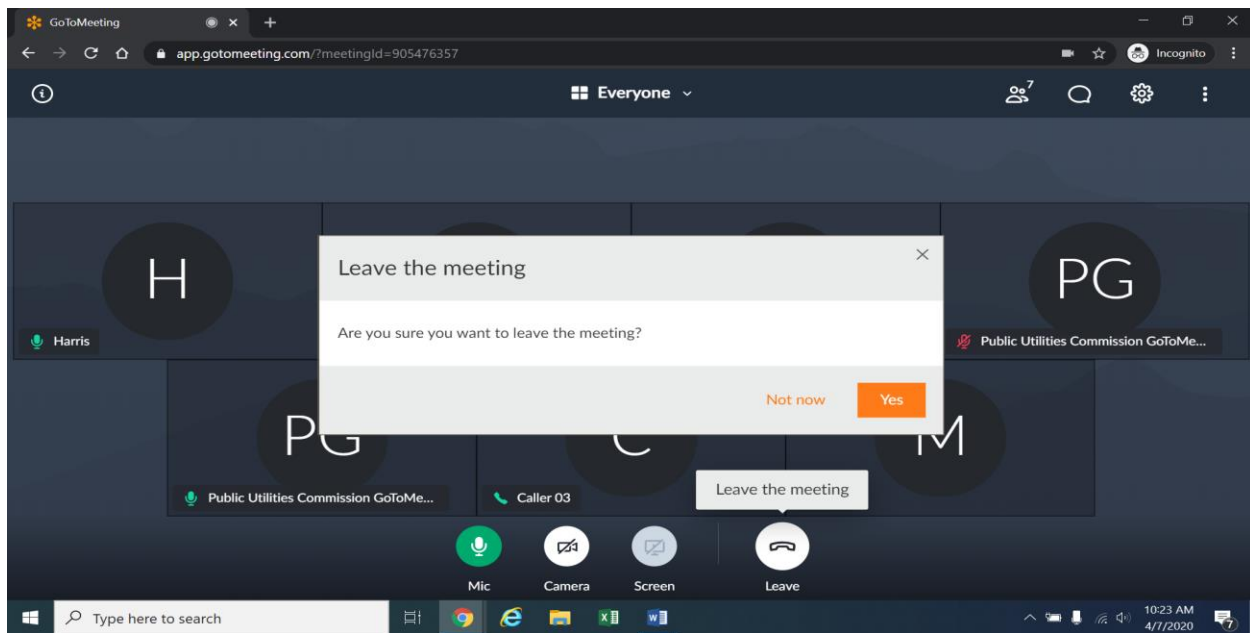 GoToMeeting
app.gotomeeting.com/?meetingId=905476357
Incognito
Everyone
7
H
PG
Harris
Public Utilities Commission GoToMe...
Leave the meeting
Are you sure you want to leave the meeting?
Not now
Yes
PG
C
M
Public Utilities Commission GoToMe...
Caller 03
Leave the meeting
Mic
Camera
Screen
Leave
Type here to search
10:23 AM
4/7/2020
7